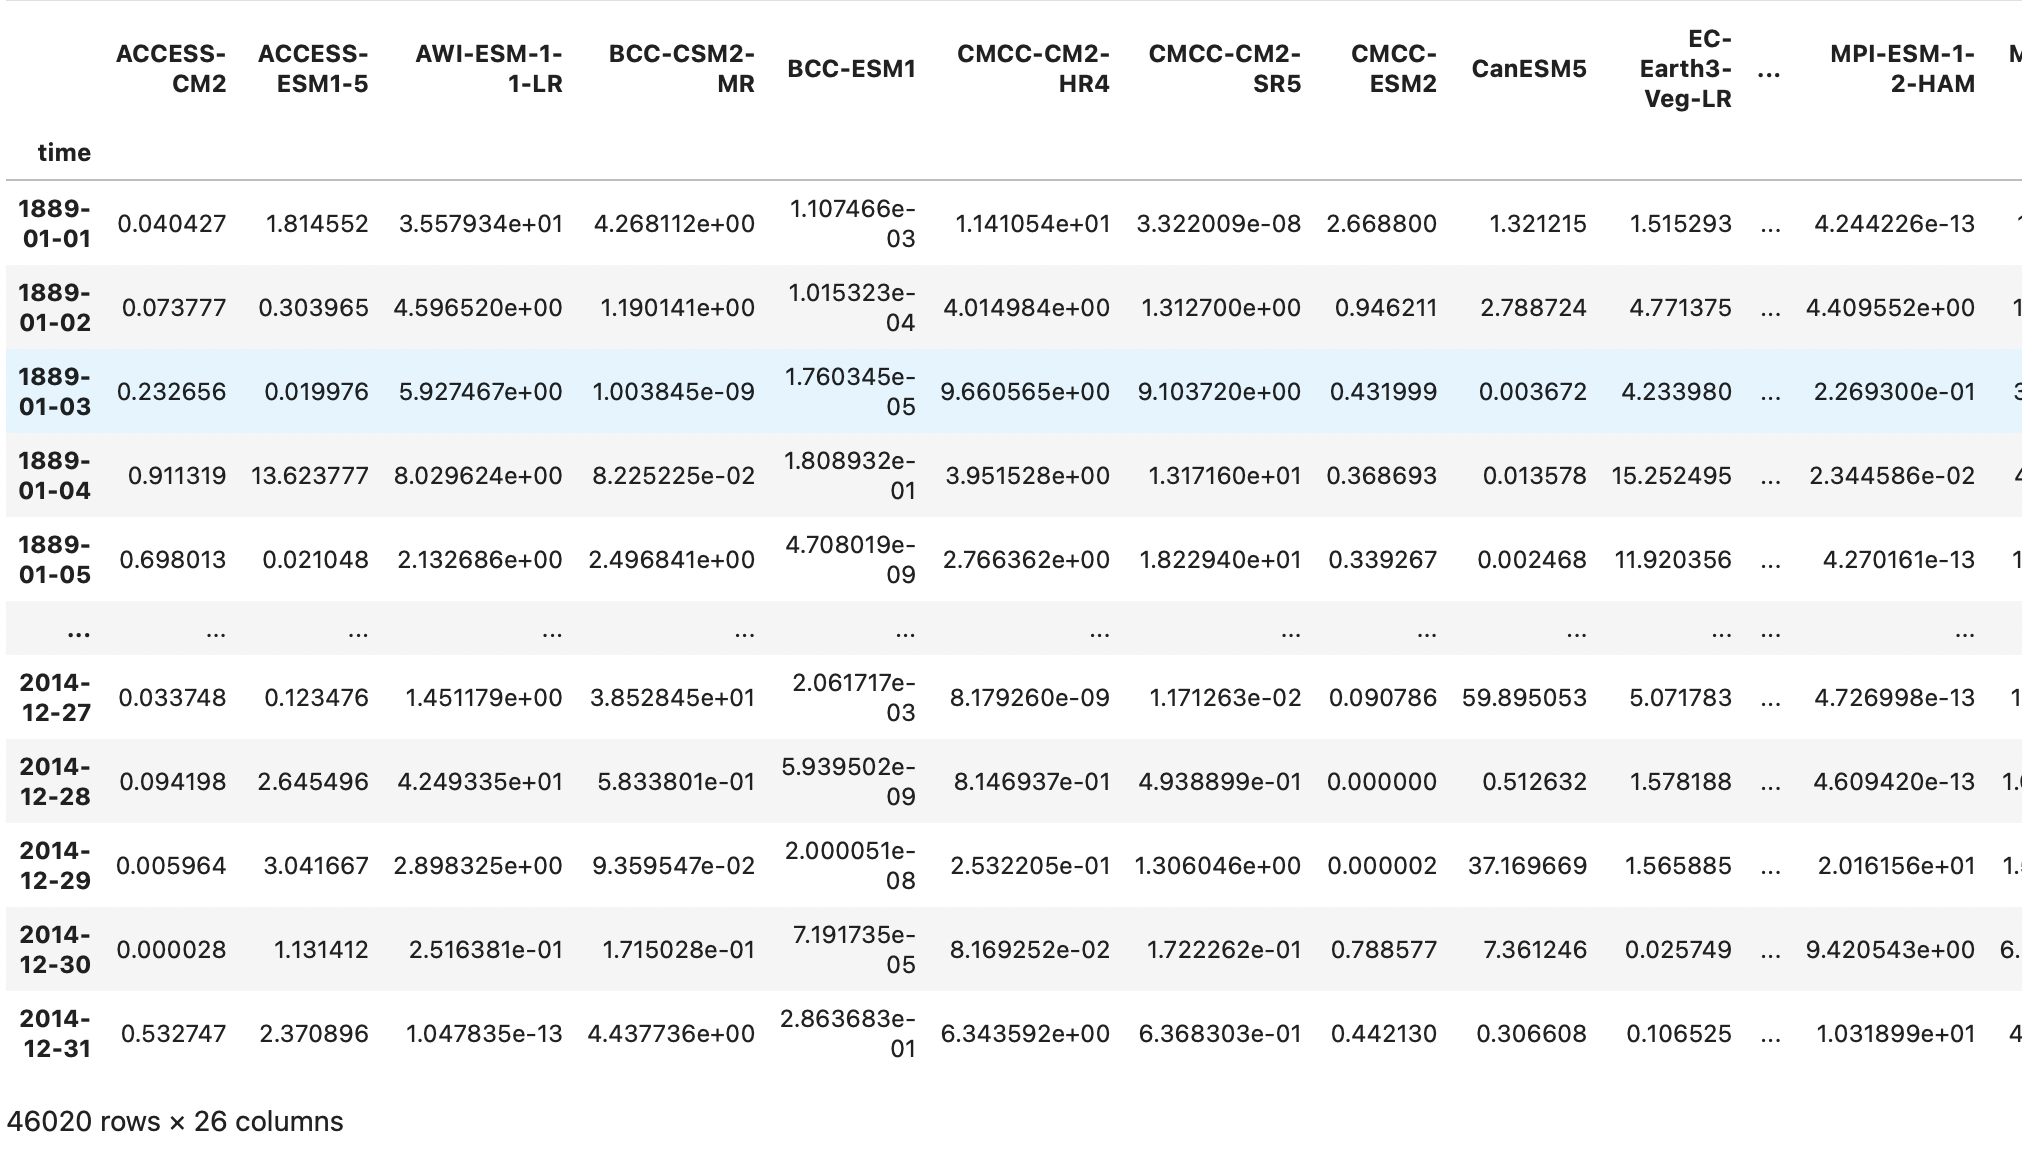 ACCESS-CM2 ACCESS-ESM1-5 AWI-ESM-1-1-LR BCC-CSM2-MR BCC-ESM1 CMCC-CM2-HR4 CMCC-CM2-SR5 CMCC-ESM2 CanESM5 EC-Earth3-Veg-LR ... MPI-ESM-1-2-HAM
time
1889-01-01 0.040427 1.814552 3.557934e+01 4.268112e+00 1.107466e-03 1.141054e+01 3.322009e-08 2.668800 1.321215 1.515293 ... 4.244226e-13
1889-01-02 0.073777 0.303965 4.596520e+00 1.190141e+00 1.015323e-04 4.014984e+00 1.312700e+00 0.946211 2.788724 4.771375 ... 4.409552e+00
1889-01-03 0.232656 0.019976 5.927467e+00 1.003845e-09 1.760345e-05 9.660565e+00 9.103720e+00 0.431999 0.003672 4.233980 ... 2.269300e-01
1889-01-04 0.911319 13.623777 8.029624e+00 8.225225e-02 1.808932e-01 3.951528e+00 1.317160e+01 0.368693 0.013578 15.252495 ... 2.344586e-02
1889-01-05 0.698013 0.021048 2.132686e+00 2.496841e+00 4.708019e-09 2.766362e+00 1.822940e+01 0.339267 0.002468 11.920356 ... 4.270161e-13
... ... ... ... ... ... ... ... ... ... ... ... ...
2014-12-27 0.033748 0.123476 1.451179e+00 3.852845e+01 2.061717e-03 8.179260e-09 1.171263e-02 0.090786 59.895053 5.071783 ... 4.726998e-13
2014-12-28 0.094198 2.645496 4.249335e+01 5.833801e-01 5.939502e-09 8.146937e-01 4.938899e-01 0.000000 0.512632 1.578188 ... 4.609420e-13
2014-12-29 0.005964 3.041667 2.898325e+00 9.359547e-02 2.000051e-08 2.532205e-01 1.306046e+00 0.000002 37.169669 1.565885 ... 2.016156e+01
2014-12-30 0.000028 1.131412 2.516381e-01 1.715028e-01 7.191735e-05 8.169252e-02 1.722262e-01 0.788577 7.361246 0.025749 ... 9.420543e+00
2014-12-31 0.532747 2.370896 1.047835e-13 4.437736e+00 2.863683e-01 6.343592e+00 6.368303e-01 0.442130 0.306608 0.106525 ... 1.031899e+01
46020 rows × 26 columns